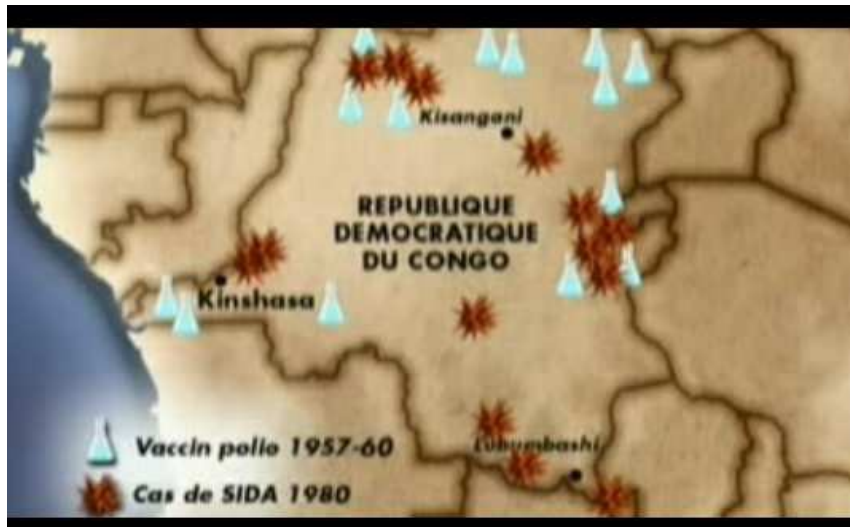 Kisangani
REPUBLIQUE
DEMOCRATIQUE
DU CONGO
Kinshasa
Vaccin polio 1957-60
Lubumbashi
Cas de SIDA 1980